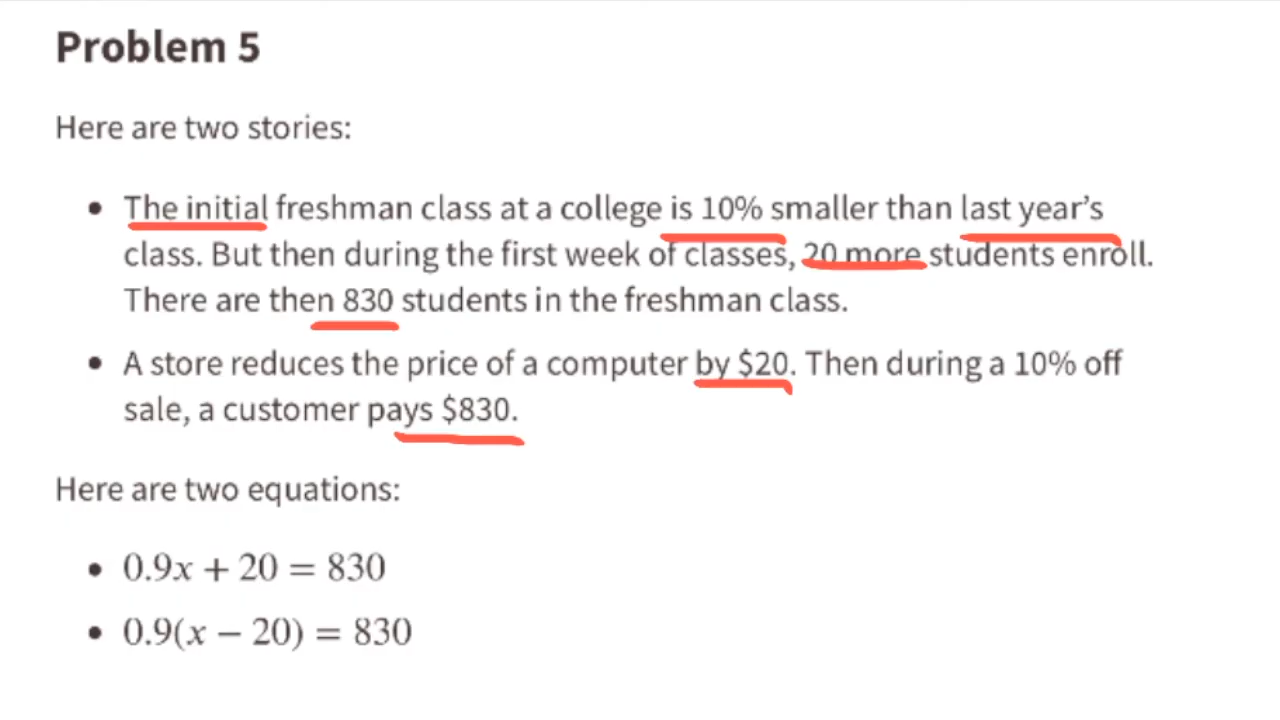 Problem 5
Here are two stories:
• The initial freshman class at a college is 10% smaller than last year’s
class. But then during the first week of classes, 20 more students enroll.
There are then 830 students in the freshman class.
• A store reduces the price of a computer by $20. Then during a 10% off
sale, a customer pays $830.
Here are two equations:
• 0.9x + 20 = 830
• 0.9(x − 20) = 830